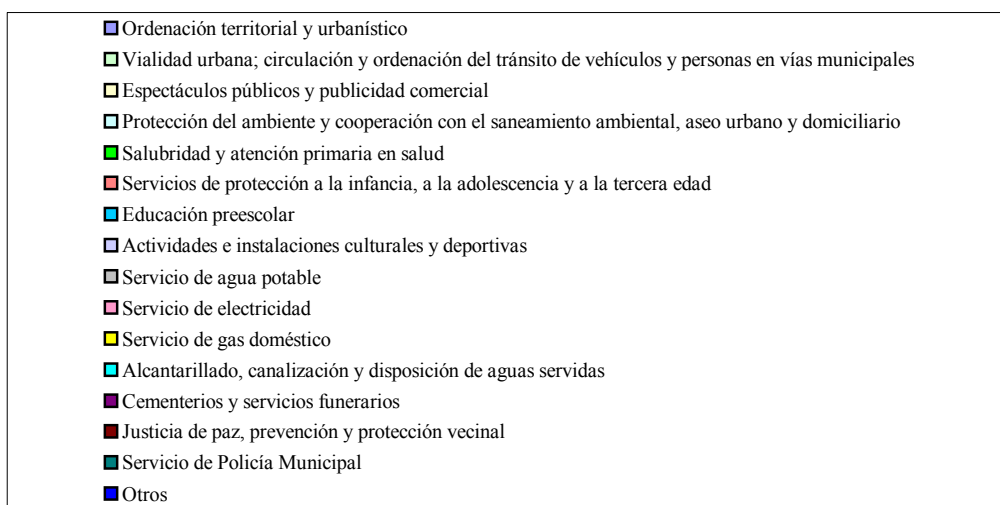 Ordenación territorial y urbanístico
Vialidad urbana; circulación y ordenación del tránsito de vehículos y personas en vías municipales
Espectáculos públicos y publicidad comercial
Protección del ambiente y cooperación con el saneamiento ambiental, aseo urbano y domiciliario
Salubridad y atención primaria en salud
Servicios de protección a la infancia, a la adolescencia y a la tercera edad
Educación preescolar
Actividades e instalaciones culturales y deportivas
Servicio de agua potable
Servicio de electricidad
Servicio de gas doméstico
Alcantarillado, canalización y disposición de aguas servidas
Cementerios y servicios funerarios
Justicia de paz, prevención y protección vecinal
Servicio de Policía Municipal
Otros